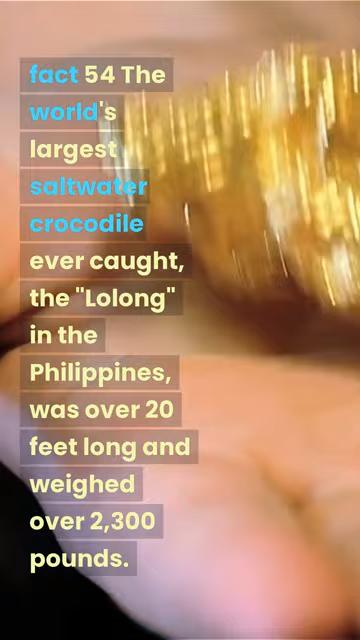 fact 54 The
world's
largest
saltwater
crocodile
ever caught,
the "Lolong"
in the
Philippines,
was over 20
feet long and
weighed
over 2,300
pounds.